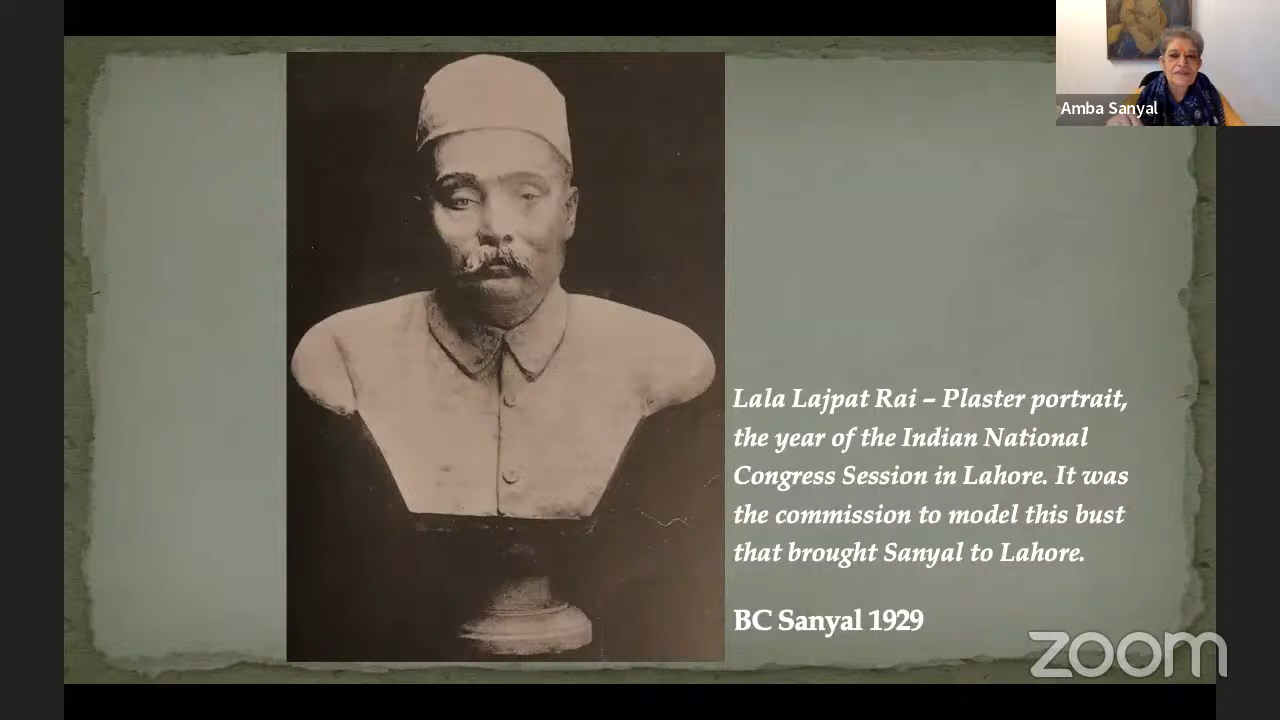 Amba Sanyal
Lala Lajpat Rai – Plaster portrait,
the year of the Indian National
Congress Session in Lahore. It was
the commission to model this bust
that brought Sanyal to Lahore.
BC Sanyal 1929
zoom